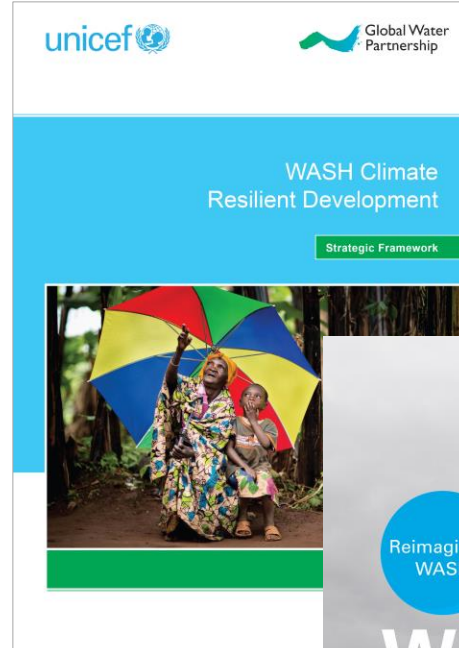 unicef
Global Water
Partnership
WASH Climate
Resilient Development
Strategic Framework